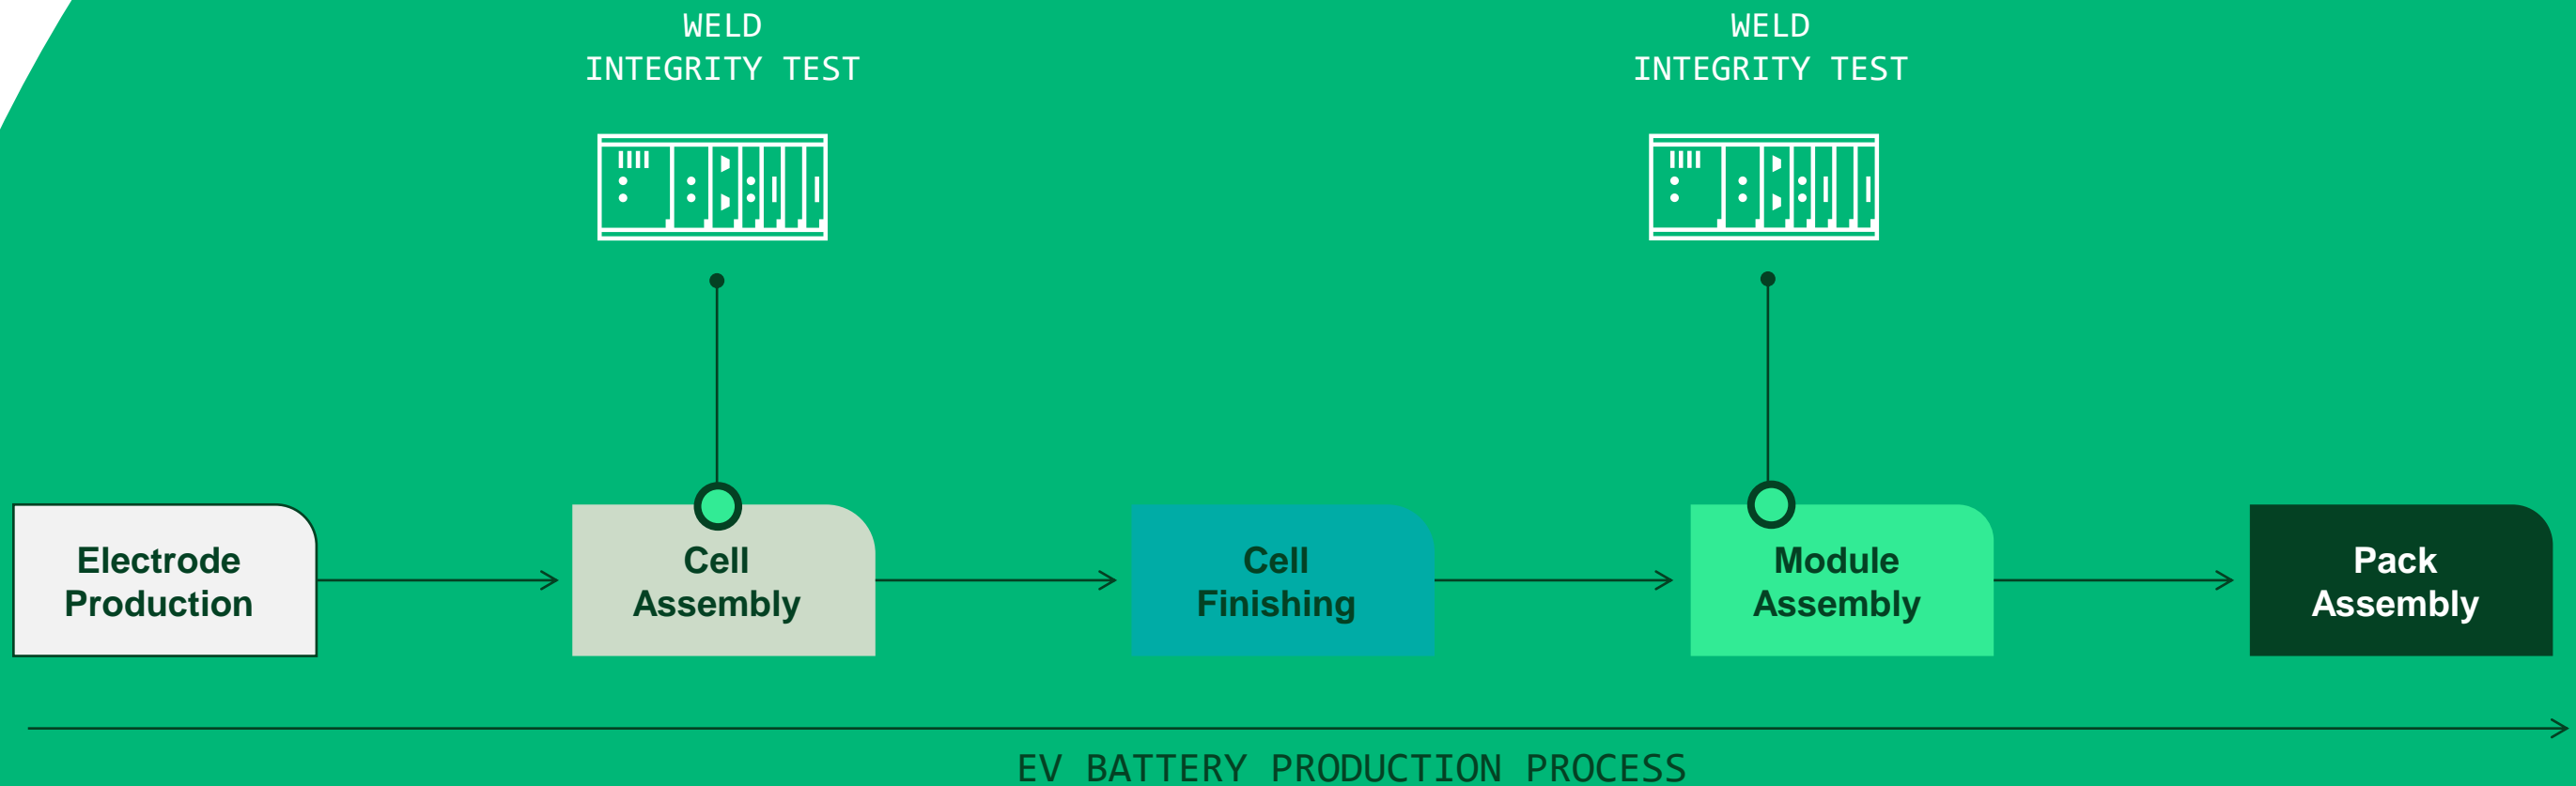 WELD
INTEGRITY TEST
WELD
INTEGRITY TEST
Electrode
Production
Cell
Assembly
Cell
Finishing
Module
Assembly
Pack
Assembly
EV BATTERY PRODUCTION PROCESS